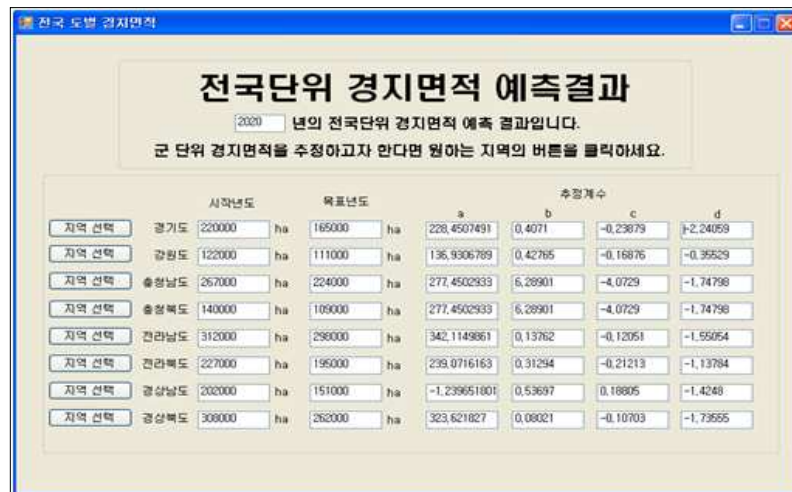 전국 도별 경지면적
전국단위 경지면적 예측결과
2020 년의 전국단위 경지면적 예측 결과입니다.
군 단위 경지면적을 추정하고자 한다면 원하는 지역의 버튼을 클릭하세요.
시작년도 목표년도 추정계수
a b c d
지역 선택 경기도 220000 ha 165000 ha 228,4507491 0,4071 -0,23879 -2,24059
지역 선택 강원도 122000 ha 111000 ha 136,9306789 0,42765 -0,16876 -0,35529
지역 선택 충청남도 267000 ha 224000 ha 277,4502933 6,28901 -4,0729 -1,74798
지역 선택 충청북도 140000 ha 109000 ha 277,4502933 6,28901 -4,0729 -1,74798
지역 선택 전라남도 312000 ha 298000 ha 342,1149861 0,13762 -0,12051 -1,55054
지역 선택 전라북도 227000 ha 195000 ha 239,0716163 0,31294 -0,21213 -1,13784
지역 선택 경상남도 202000 ha 151000 ha -1,239651801 0,53697 0,18805 -1,4248
지역 선택 경상북도 308000 ha 262000 ha 323,621827 0,08021 -0,10703 -1,73555